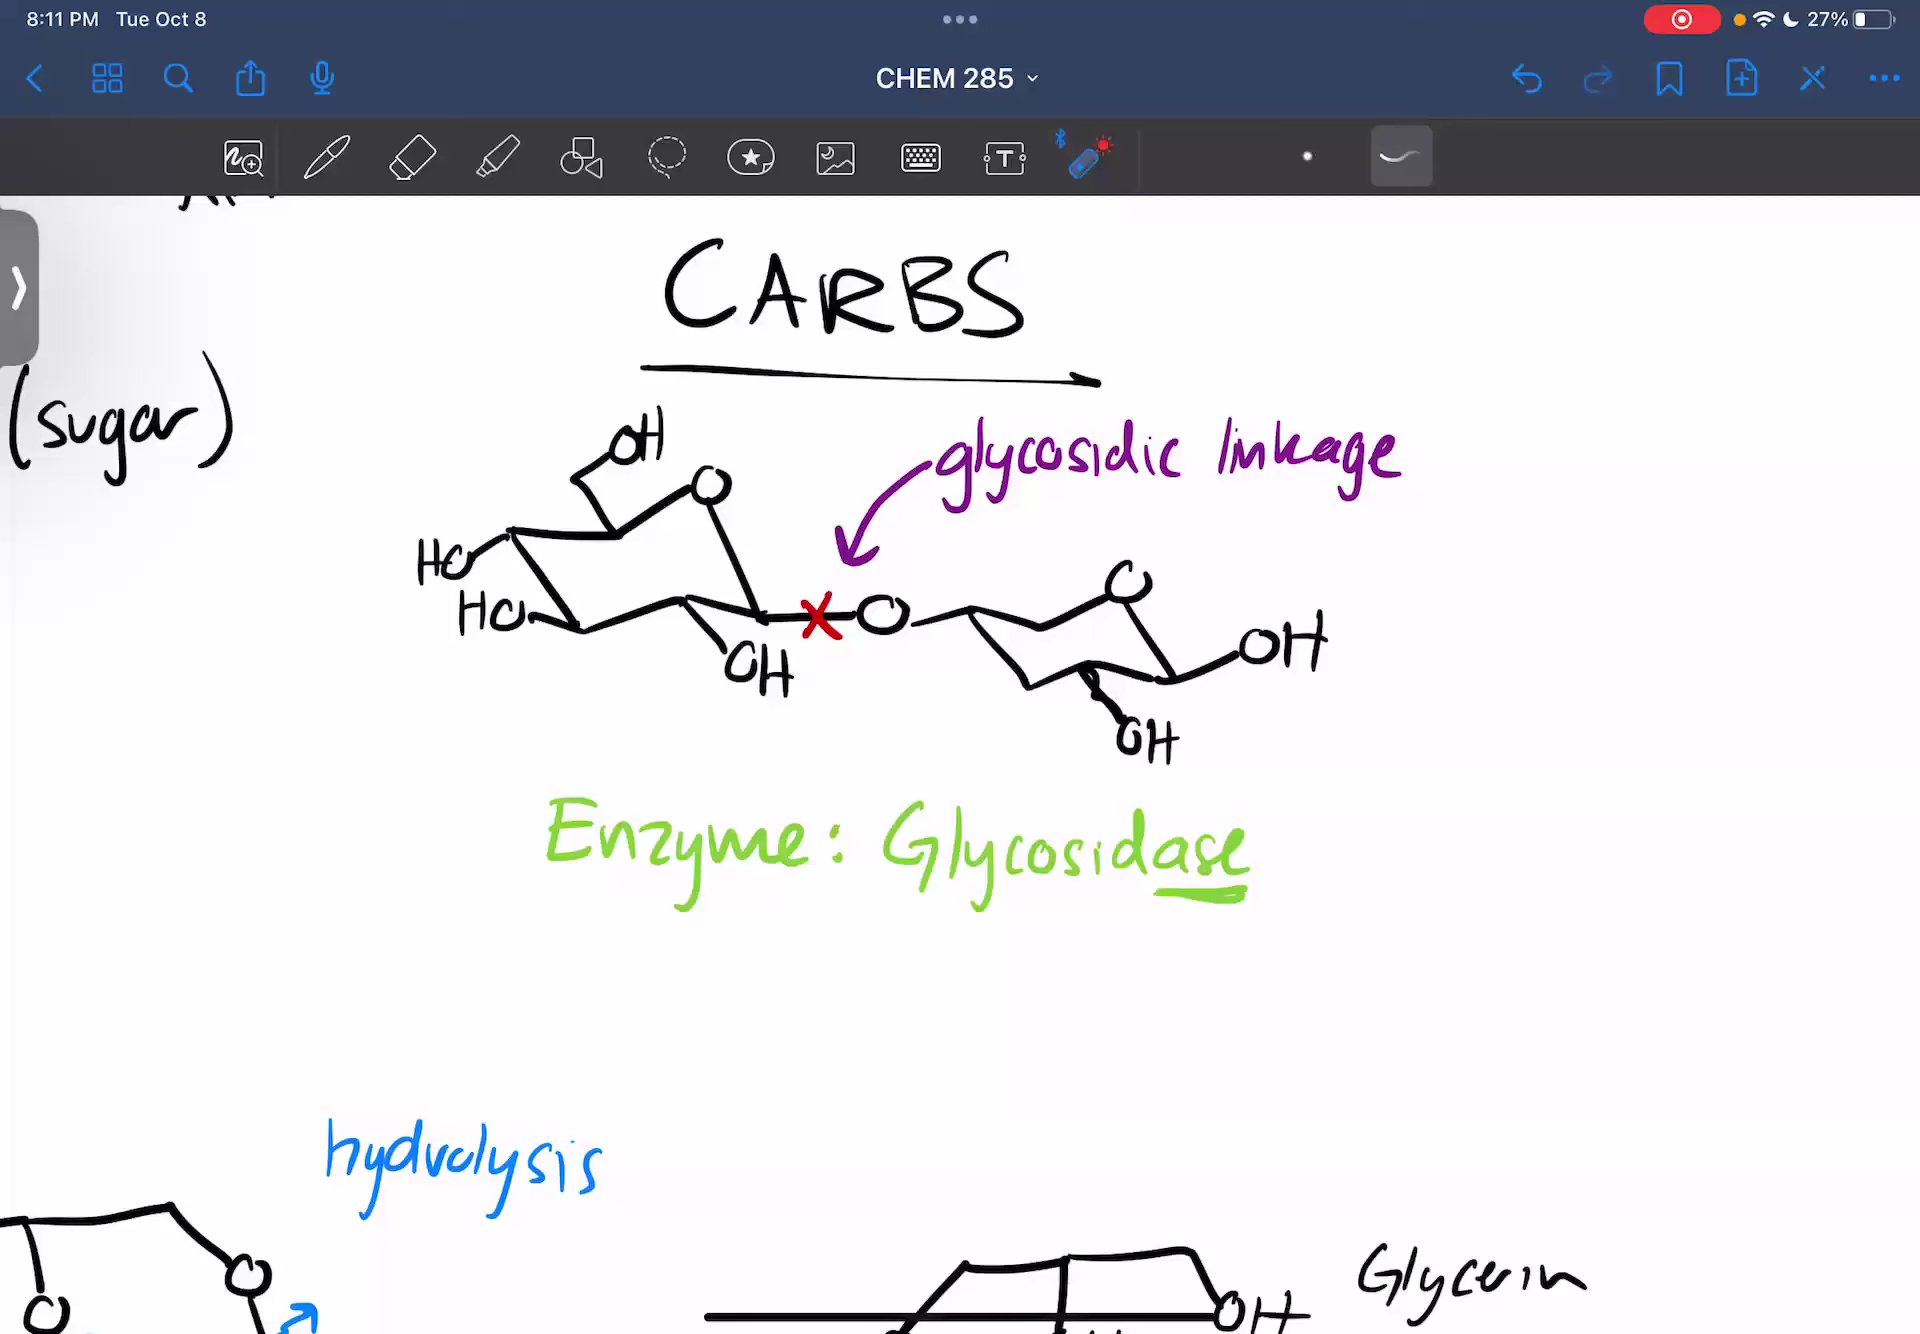 8:11 PM Tue Oct 8
27%
CHEM 285
T
CARBS
(sugar)
OH
O
glycosidic linkage
HO
HO
X O
O
OH
OH
OH
Enzyme: Glycosidase
hydrolysis
O
O
OH
Glycerin